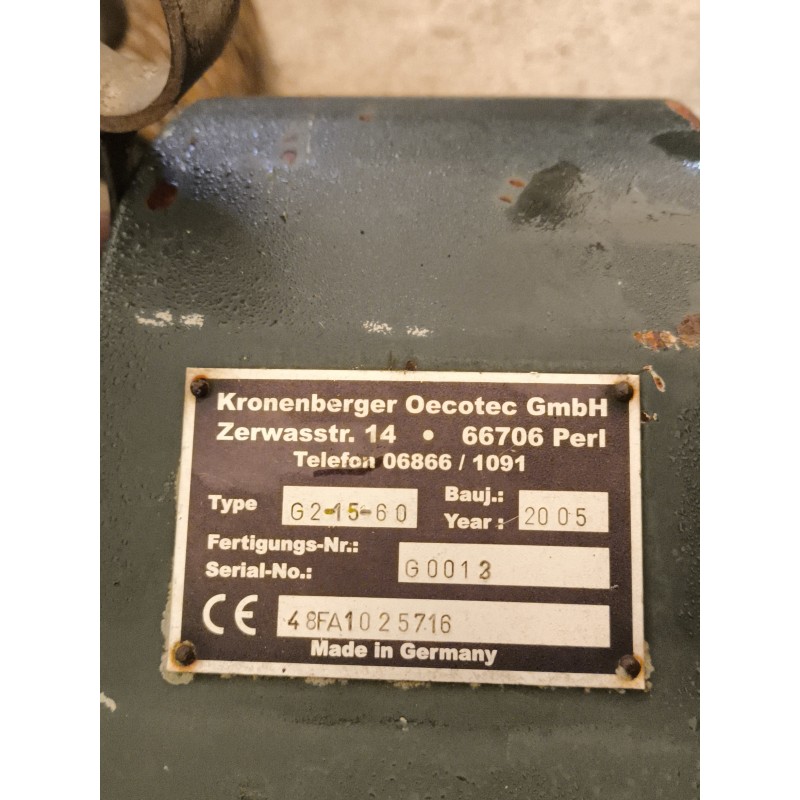 Kronenberger Oecotec GmbH
Zerwasstr. 14 • 66706 Perl
Telefon 06866 / 1091
Type G2-15-60 Bauj.:
Year : 2005
Fertigungs-Nr.:
Serial-No.: G0013
CE 48FA1025716
Made in Germany